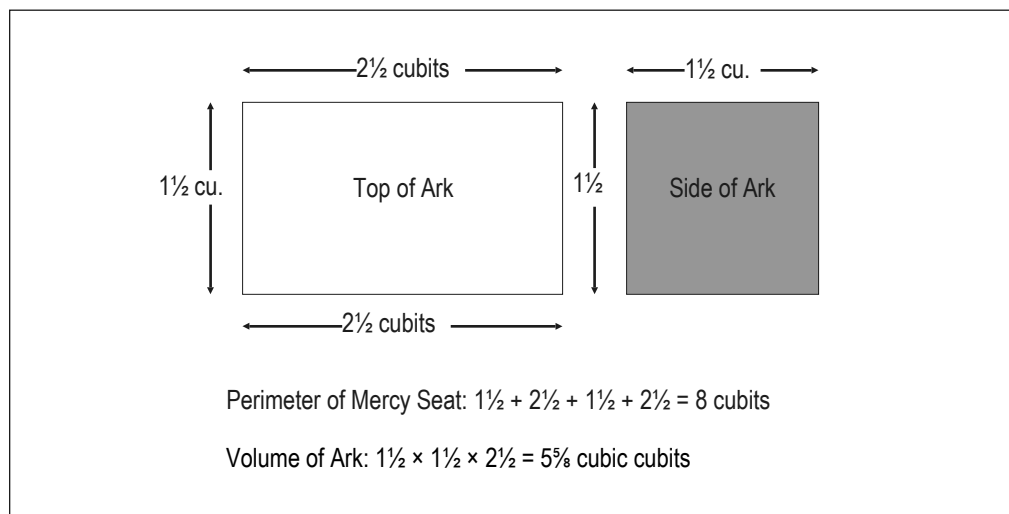 2½ cubits
1½ cu.
1½ cu.
Top of Ark
1½
Side of Ark
2½ cubits
Perimeter of Mercy Seat: 1½ + 2½ + 1½ + 2½ = 8 cubits
Volume of Ark: 1½ × 1½ × 2½ = 5⅝ cubic cubits